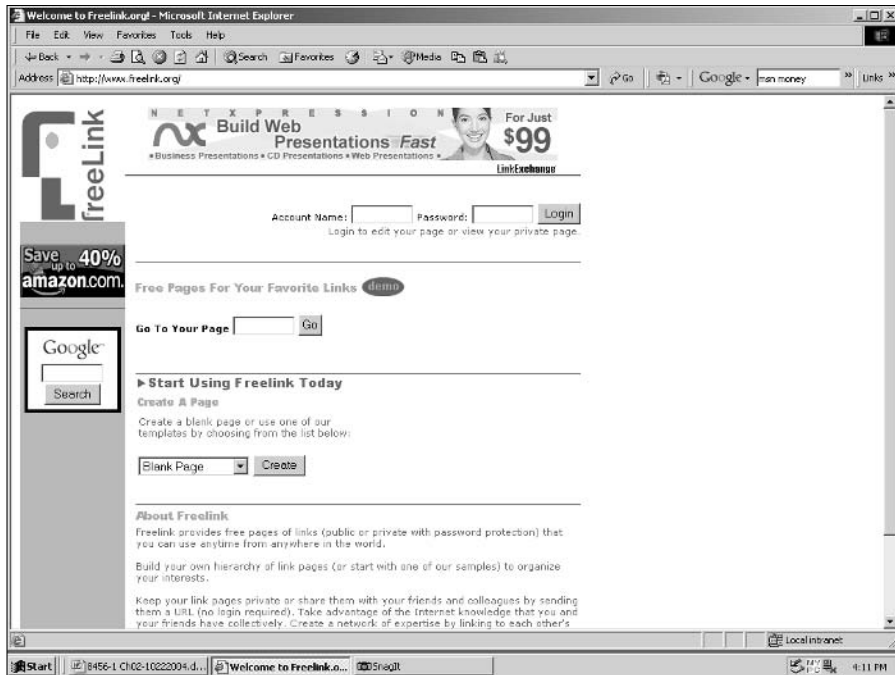 Welcome to Freelink.org! - Microsoft Internet Explorer
File Edit View Favorites Tools Help
Back Search Favorites Media
Address http://www.freelink.org/ Go Google msn money Links
freeLink
NETXPRESSION
Build Web
Presentations Fast
• Business Presentations • CD Presentations • Web Presentations •
For Just
$99
LinkExchange
Account Name: Password: Login
Login to edit your page or view your private page.
Save up to 40%
amazon.com.
Free Pages For Your Favorite Links demo
Go To Your Page Go
Google
Search
Start Using Freelink Today
Create A Page
Create a blank page or use one of our
templates by choosing from the list below:
Blank Page Create
About Freelink
Freelink provides free pages of links (public or private with password protection) that
you can use anytime from anywhere in the world.
Build your own hierarchy of link pages (or start with one of our samples) to organize
your interests.
Keep your link pages private or share them with your friends and colleagues by sending
them a URL (no login required). Take advantage of the Internet knowledge that you and
your friends have collectively. Create a network of expertise by linking to each other's
Local intranet
Start 8456-1 Ch02-10222004.d... Welcome to Freelink.o... SnagIt 4:11 PM